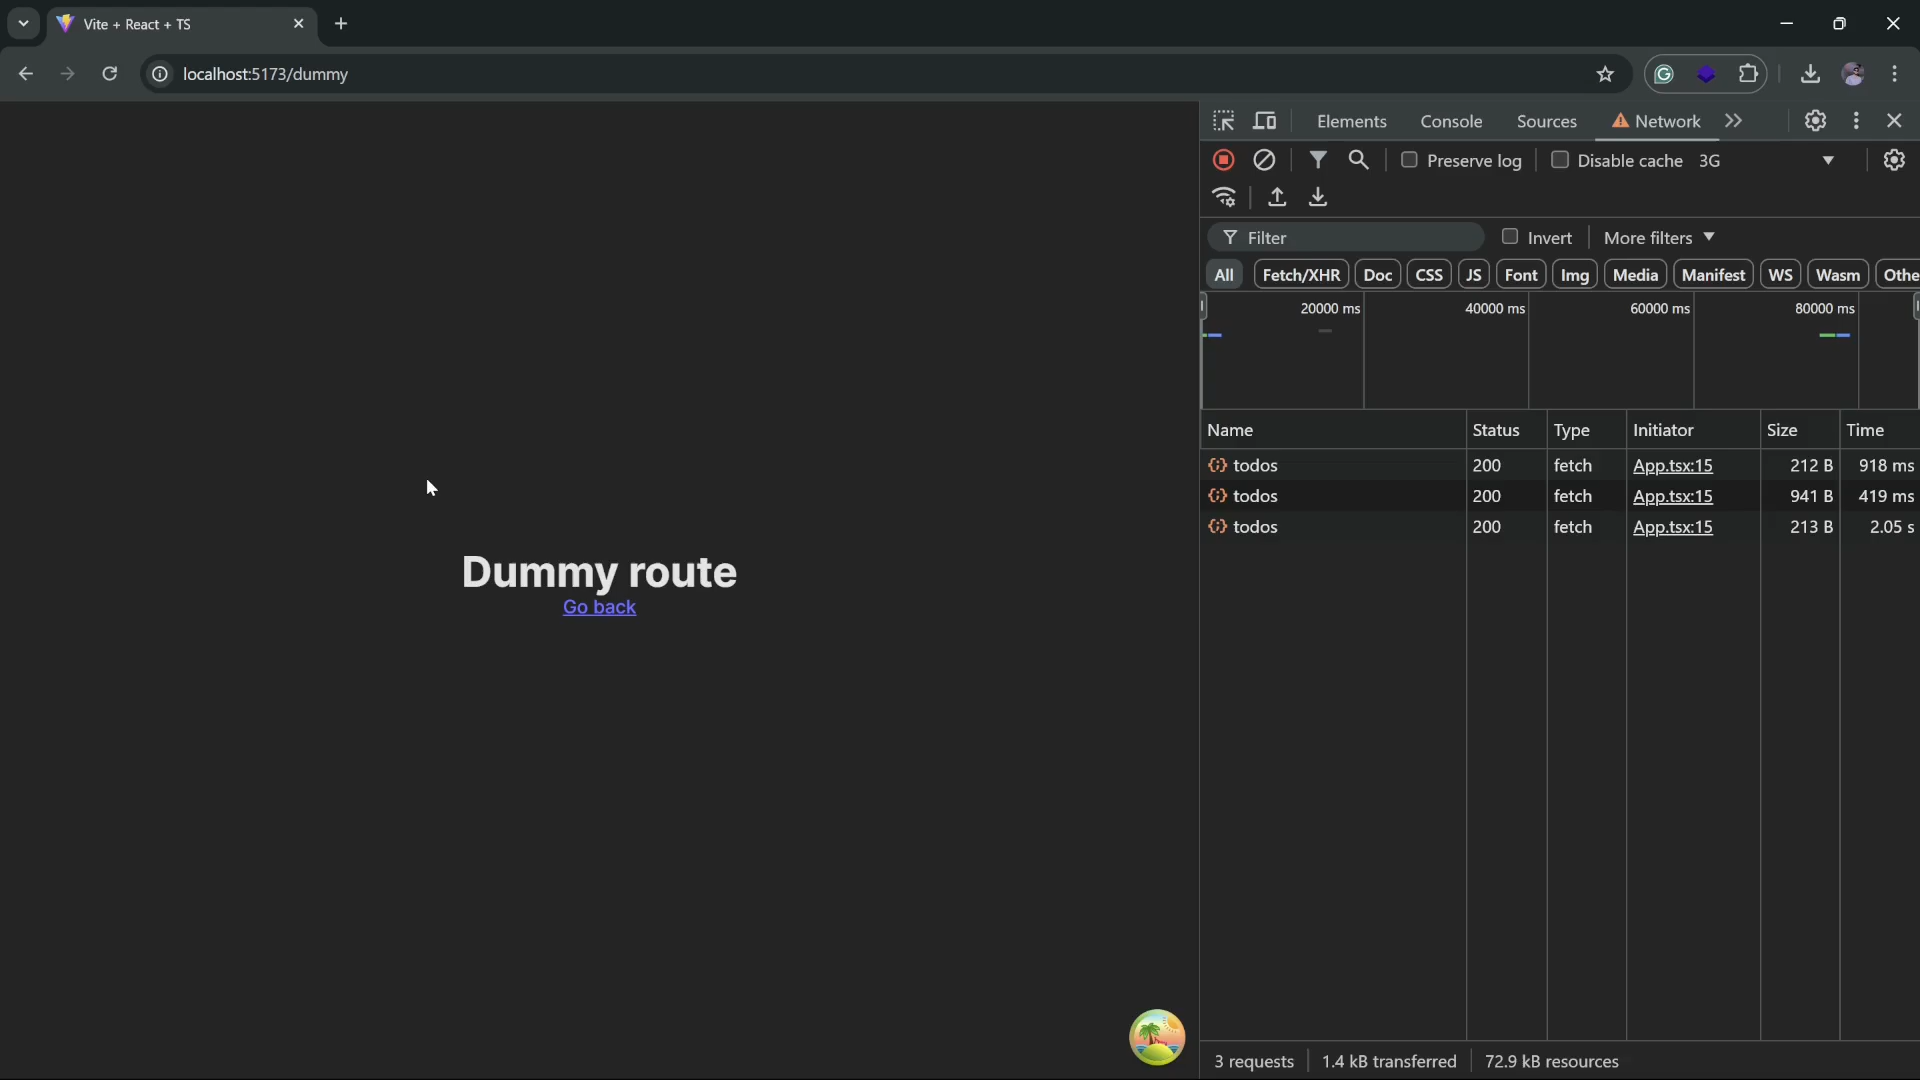 Vite + React + TS
localhost:5173/dummy
Elements Console Sources Network
Preserve log Disable cache 3G
Filter Invert More filters
All Fetch/XHR Doc CSS JS Font Img Media Manifest WS Wasm Othe
20000 ms 40000 ms 60000 ms 80000 ms
Name Status Type Initiator Size Time
todos 200 fetch App.tsx:15 212 B 918 ms
todos 200 fetch App.tsx:15 941 B 419 ms
todos 200 fetch App.tsx:15 213 B 2.05 s
Dummy route
Go back
3 requests 1.4 kB transferred 72.9 kB resources